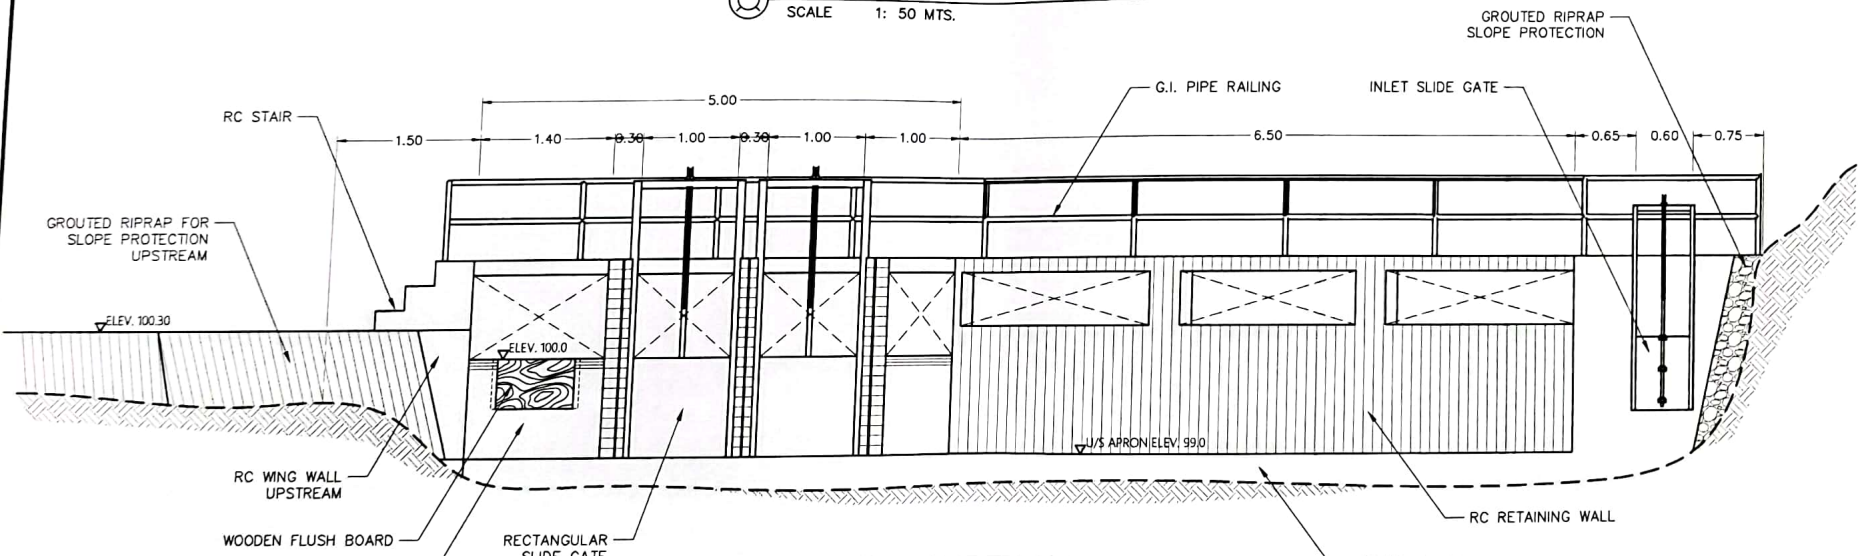 SCALE 1: 50 MTS.
GROUTED RIPRAP
SLOPE PROTECTION
G.I. PIPE RAILING
INLET SLIDE GATE
RC STAIR
5.00
1.50 1.40 0.30 1.00 0.30 1.00 1.00 6.50 0.65 0.60 0.75
GROUTED RIPRAP FOR
SLOPE PROTECTION
UPSTREAM
ELEV. 100.30
ELEV. 100.0
U/S APRON ELEV. 99.0
RC WING WALL
UPSTREAM
RC RETAINING WALL
WOODEN FLUSH BOARD
RECTANGULAR
SLIDE GATE